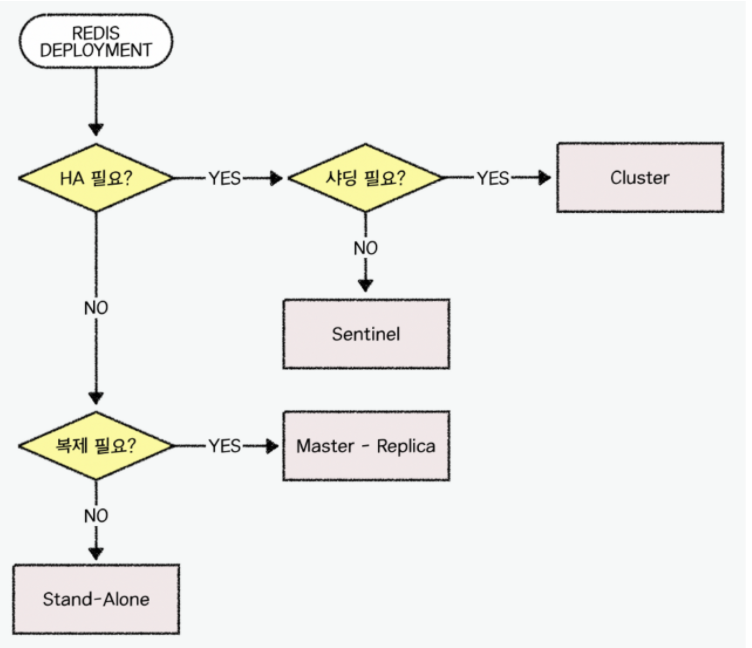 REDIS
DEPLOYMENT
HA 필요?
YES
샤딩 필요?
YES
Cluster
NO
Sentinel
NO
복제 필요?
YES
Master - Replica
NO
Stand-Alone